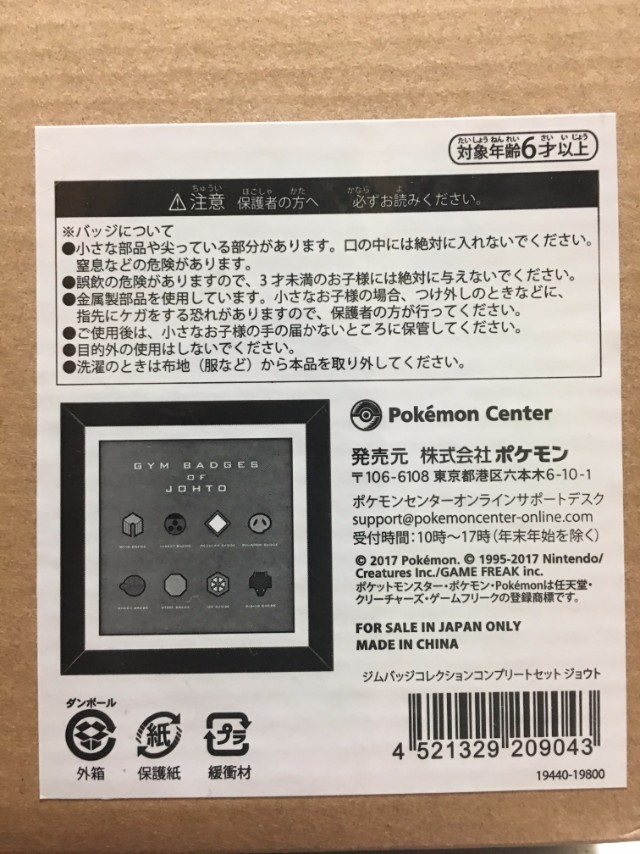 対象年齢6才以上
たいしょうねんれい さい いじょう
⚠注意 保護者の方へ 必ずお読みください。
ちゅうい ほごしゃ かた かなら よ
※バッジについて
●小さな部品や尖っている部分があります。口の中には絶対に入れないでください。
窒息などの危険があります。
●誤飲の危険がありますので、3才未満のお子様には絶対に与えないでください。
●金属製部品を使用しています。小さなお子様の場合、つけ外しのときなどに、
指先にケガをする恐れがありますので、保護者の方が行ってください。
●ご使用後は、小さなお子様の手の届かないところに保管してください。
●目的外の使用はしないでください。
●洗濯のときは布地（服など）から本品を取り外してください。
GYM BADGES
OF
JOHTO
Pokémon Center
発売元 株式会社ポケモン
〒106-6108 東京都港区六本木6-10-1
ポケモンセンターオンラインサポートデスク
support@pokemoncenter-online.com
受付時間：10時～17時（年末年始を除く）
© 2017 Pokémon. © 1995-2017 Nintendo/
Creatures Inc./GAME FREAK inc.
ポケットモンスター・ポケモン・Pokémonは任天堂・
クリーチャーズ・ゲームフリークの登録商標です。
FOR SALE IN JAPAN ONLY
MADE IN CHINA
ジムバッジコレクションコンプリートセット ジョウト
ダンボール
外箱
紙
保護紙
プラ
緩衝材
4 521329 209043
19440-19800